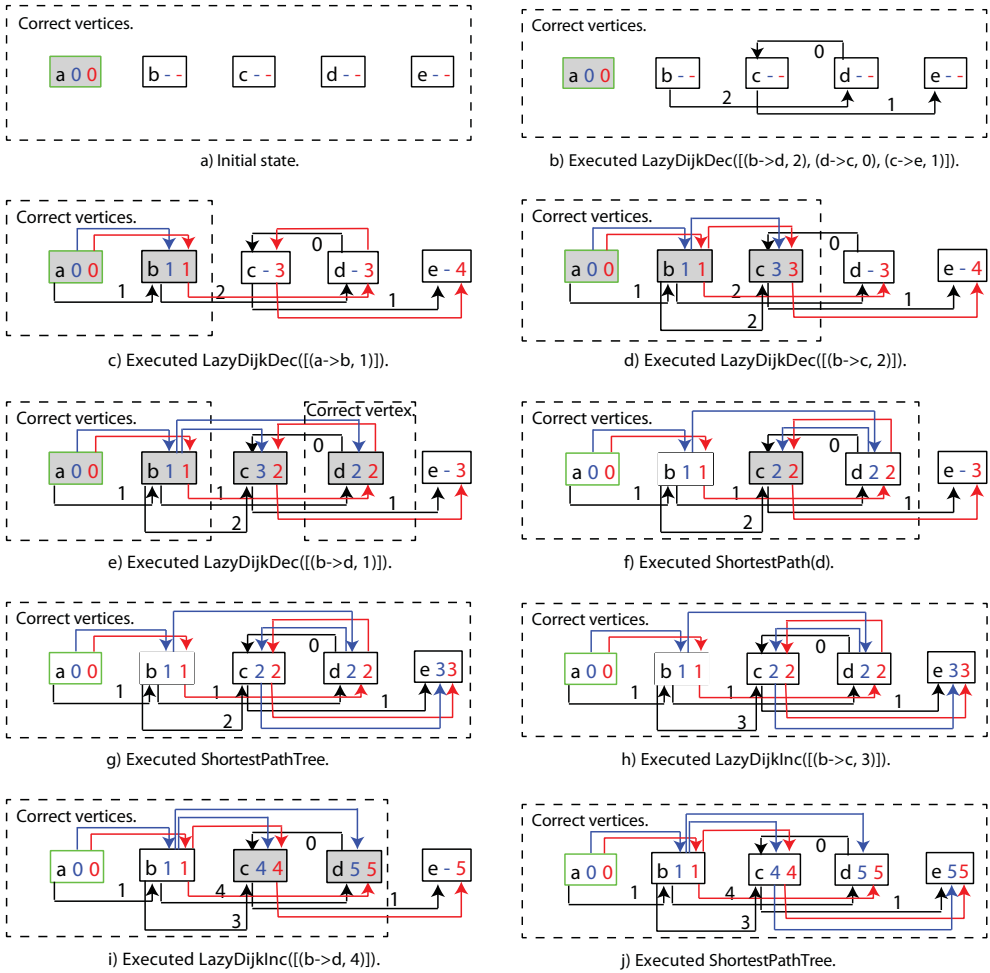 Correct vertices.
a 0 0 b - - c - - d - - e - -
a) Initial state.
Correct vertices.
0
a 0 0 b - - c - - d - - e - -
2 1
b) Executed LazyDijkDec([(b->d, 2), (d->c, 0), (c->e, 1)]).
Correct vertices.
0
a 0 0 b 1 1 c - 3 d - 3 e - 4
1 2 1
c) Executed LazyDijkDec([(a->b, 1)]).
Correct vertices.
0
a 0 0 b 1 1 c 3 3 d - 3 e - 4
1 2 1
2
d) Executed LazyDijkDec([(b->c, 2)]).
Correct vertices. Correct vertex.
0
a 0 0 b 1 1 c 3 2 d 2 2 e - 3
1 1 1
2
e) Executed LazyDijkDec([(b->d, 1)]).
Correct vertices.
0
a 0 0 b 1 1 c 2 2 d 2 2 e - 3
1 1 1
2
f) Executed ShortestPath(d).
Correct vertices.
0
a 0 0 b 1 1 c 2 2 d 2 2 e 3 3
1 1 1
2
g) Executed ShortestPathTree.
Correct vertices.
0
a 0 0 b 1 1 c 2 2 d 2 2 e 3 3
1 1 1
3
h) Executed LazyDijkInc([(b->c, 3)]).
Correct vertices.
0
a 0 0 b 1 1 c 4 4 d 5 5 e - 5
1 4 1
3
i) Executed LazyDijkInc([(b->d, 4)]).
Correct vertices.
0
a 0 0 b 1 1 c 4 4 d 5 5 e 5 5
1 4 1
3
j) Executed ShortestPathTree.